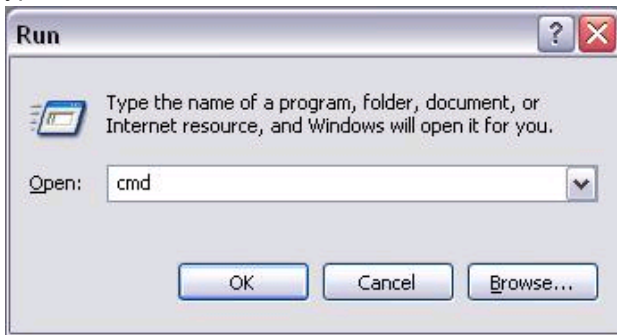 Run
?
Type the name of a program, folder, document, or
Internet resource, and Windows will open it for you.
Open:
cmd
OK
Cancel
Browse...